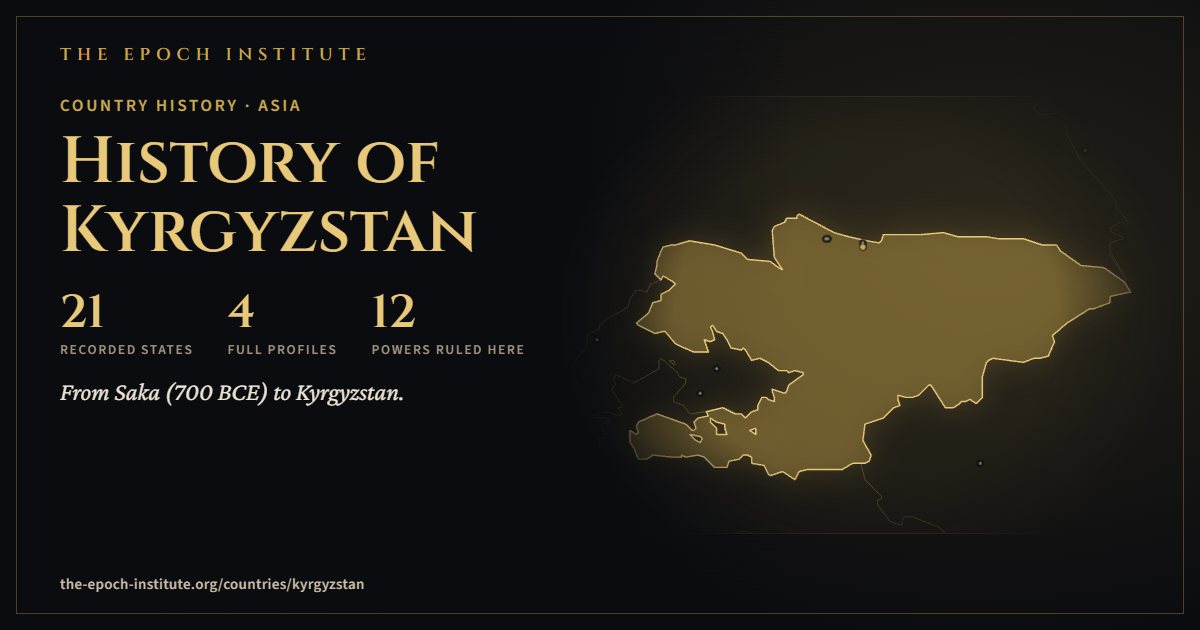 THE EPOCH INSTITUTE
COUNTRY HISTORY · ASIA
HISTORY OF
KYRGYZSTAN
21 4 12
RECORDED STATES FULL PROFILES POWERS RULED HERE
From Saka (700 BCE) to Kyrgyzstan.
the-epoch-institute.org/countries/kyrgyzstan